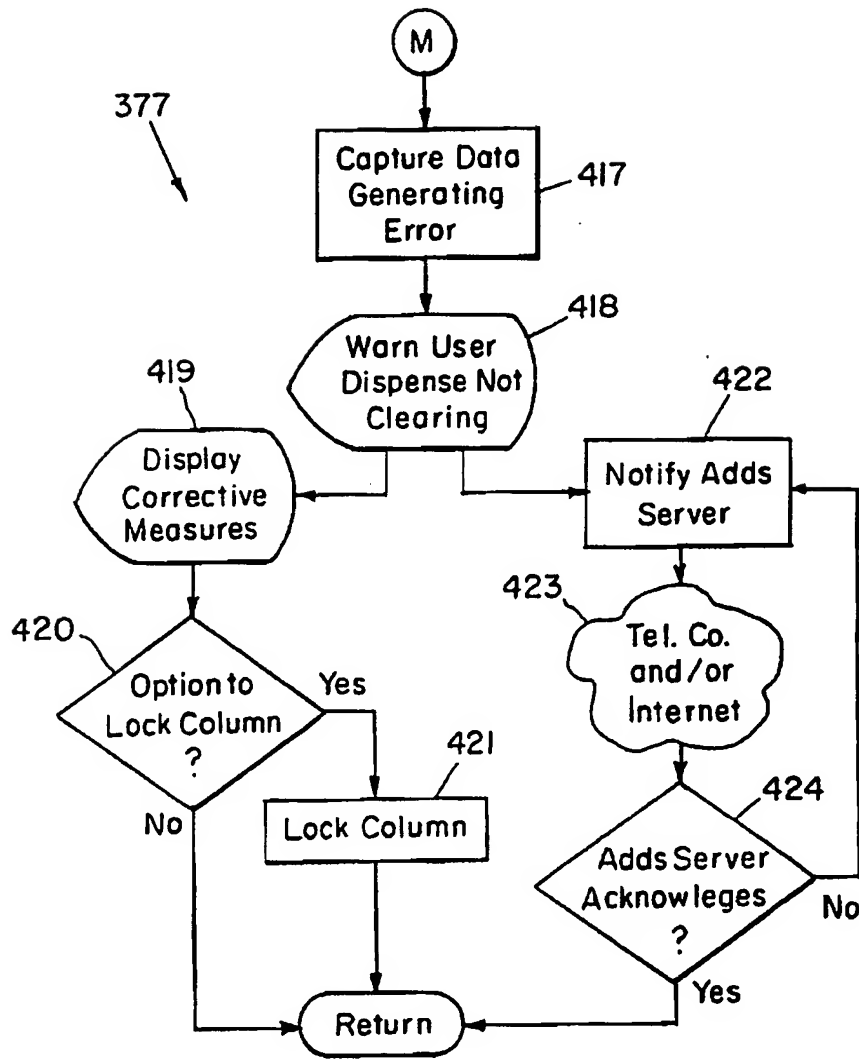 M
377
Capture Data
Generating
Error
417
Warn User
Dispense Not
Clearing
418
419
Display
Corrective
Measures
422
Notify Adds
Server
423
Tel. Co.
and/or
Internet
420
Option to
Lock Column
?
Yes
No
421
Lock Column
424
Adds Server
Acknowleges
?
No
Yes
Return